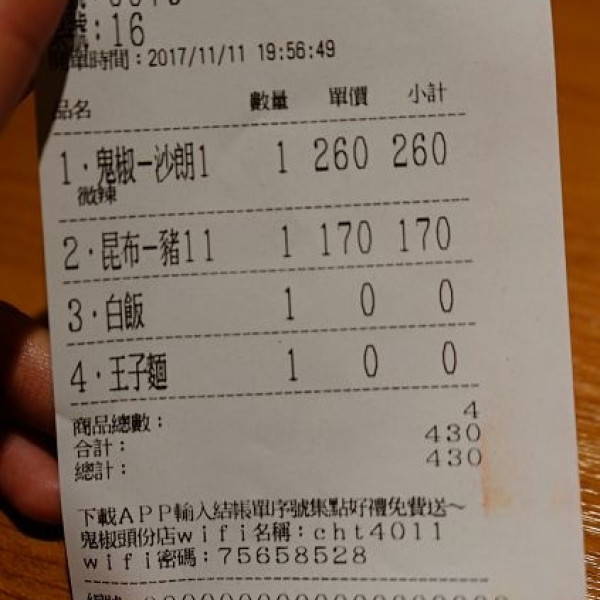 號:16
開單時間：2017/11/11 19:56:49
品名 數量 單價 小計
1．鬼椒一沙朗1 1 260 260
微辣
2．昆布一豬11 1 170 170
3．白飯 1 0 0
4．王子麵 1 0 0
商品總數： 4
合計： 430
總計： 430
下載ＡＰＰ輸入結帳單序號集點好禮免費送～
鬼椒頭份店ｗｉｆｉ名稱：ｃｈｔ４０１１
ｗｉｆｉ密碼：７５６５８５２８